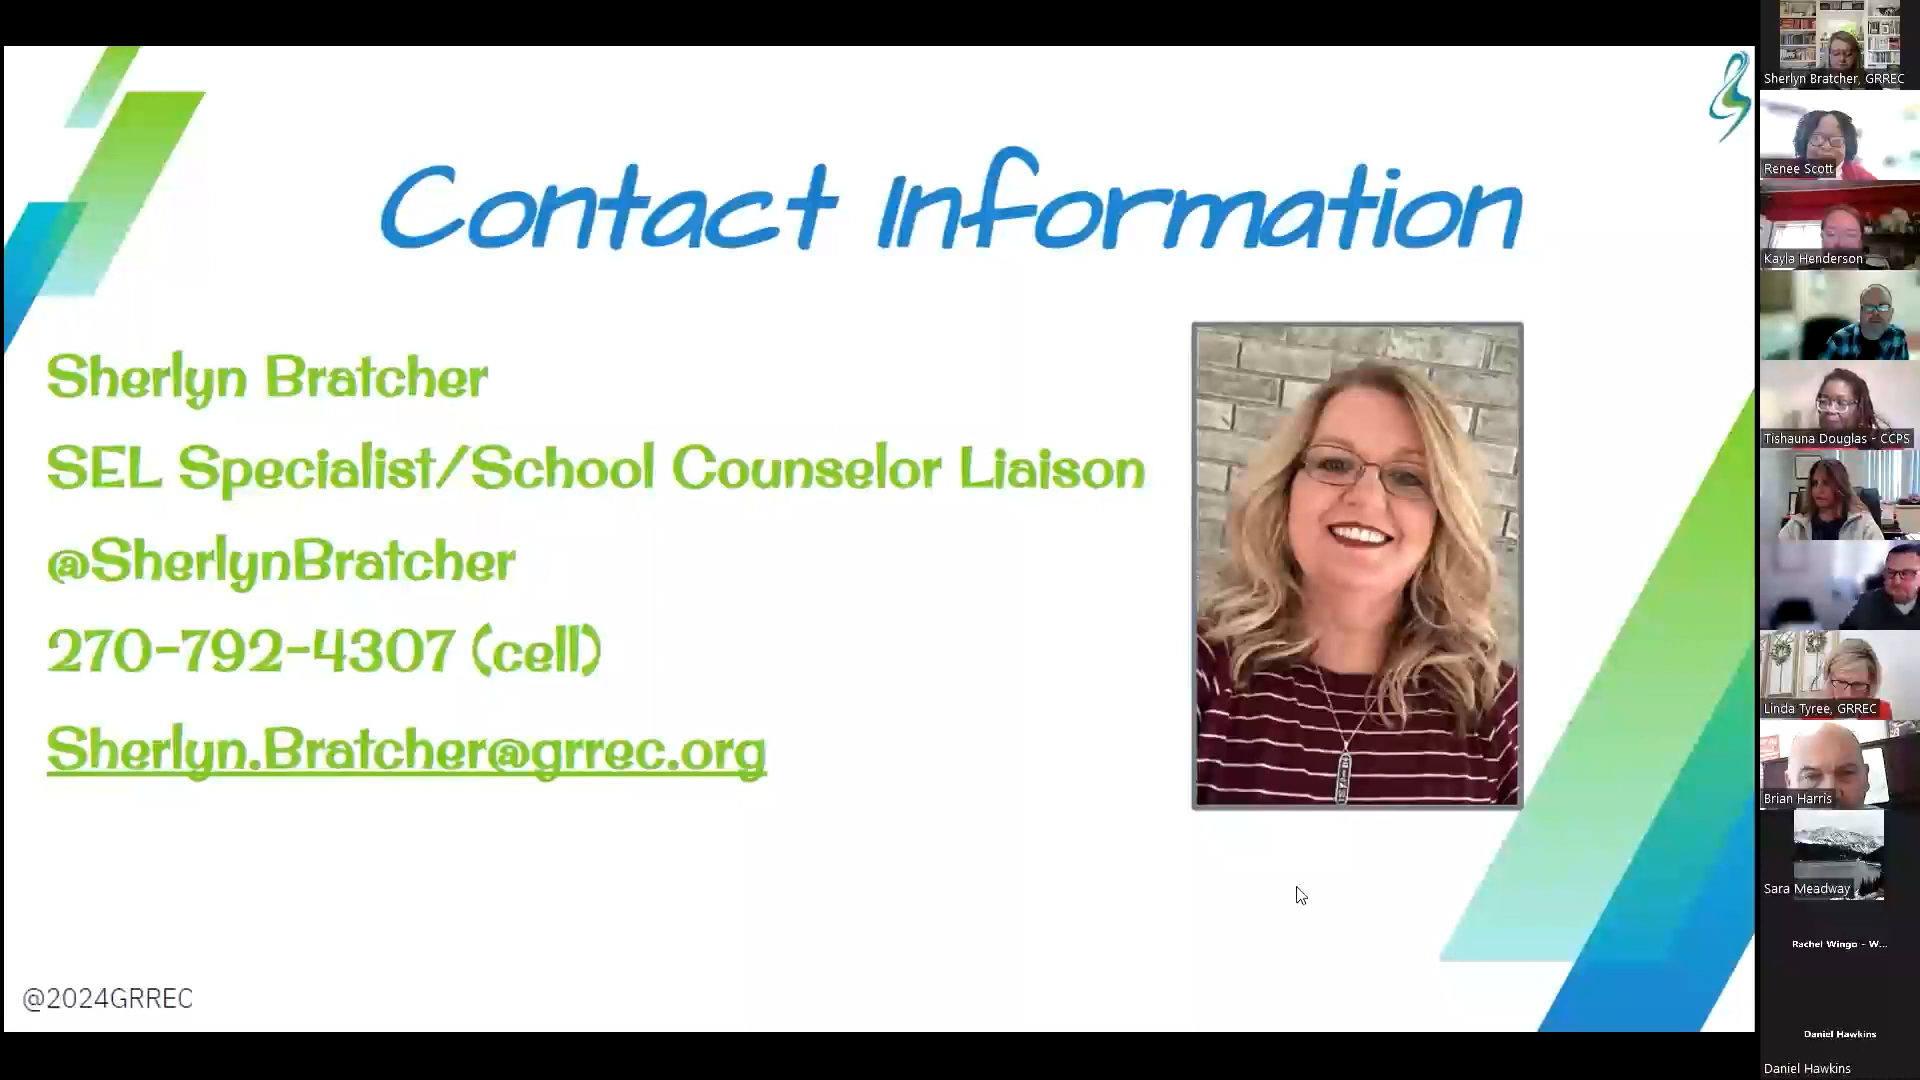 Contact Information
Sherlyn Bratcher
SEL Specialist/School Counselor Liaison
@SherlynBratcher
270-792-4307 (cell)
Sherlyn.Bratcher@grrec.org
@2024GRREC
Sherlyn Bratcher, GRREC
Renee Scott
Kayla Henderson
Tishauna Douglas - CCPS
Linda Tyree, GRREC
Brian Harris
Sara Meadway
Rachel Wingo - W...
Daniel Hawkins
Daniel Hawkins